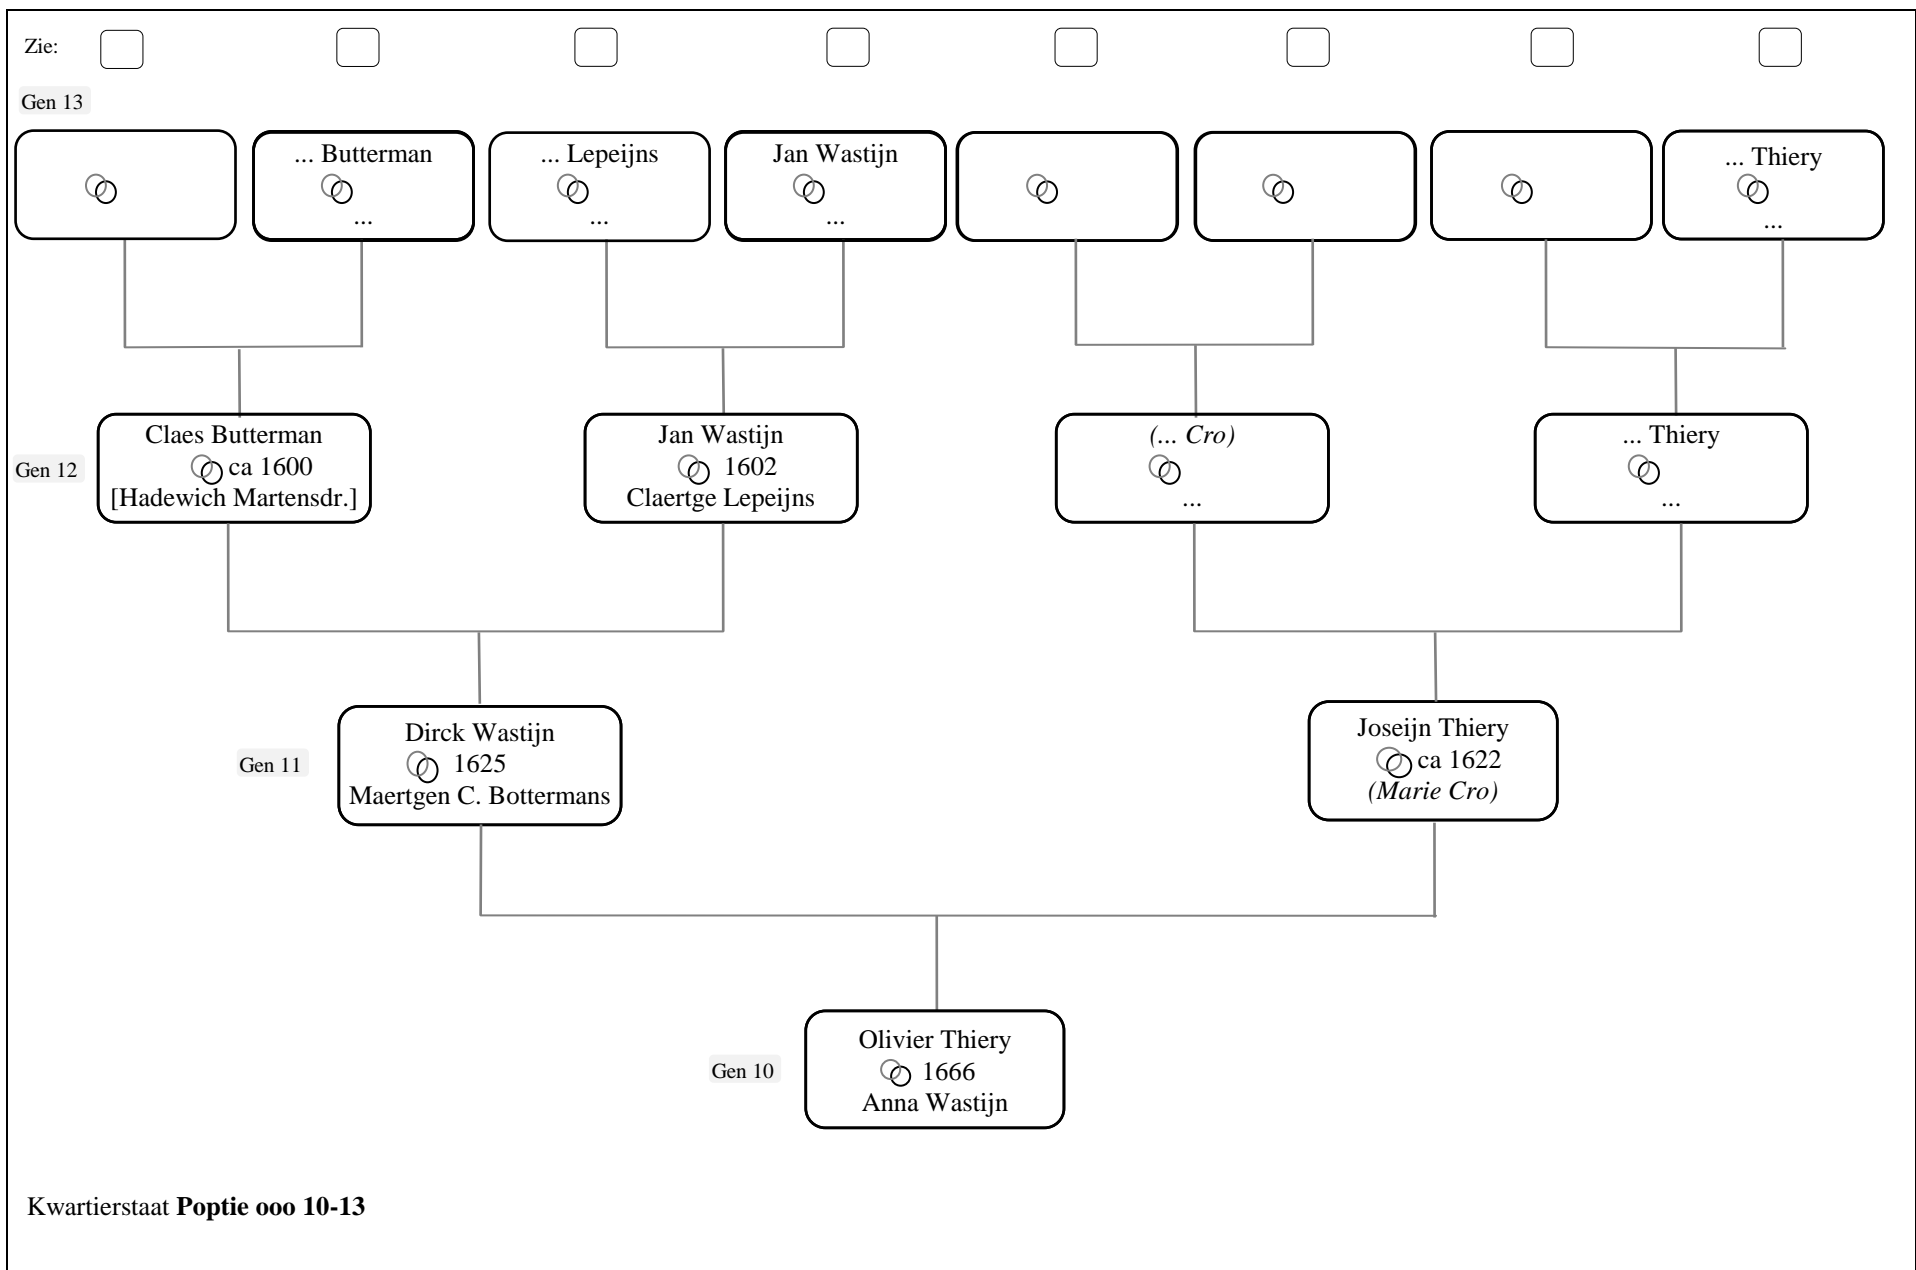 Zie:
Gen 13
... Butterman
...
... Lepeijns
...
Jan Wastijn
...
... Thiery
...
Gen 12
Claes Butterman
ca 1600
[Hadewich Martensdr.]
Jan Wastijn
1602
Claertge Lepeijns
(... Cro)
...
... Thiery
...
Gen 11
Dirck Wastijn
1625
Maertgen C. Bottermans
Joseijn Thiery
ca 1622
(Marie Cro)
Gen 10
Olivier Thiery
1666
Anna Wastijn
Kwartierstaat Poptie ooo 10-13